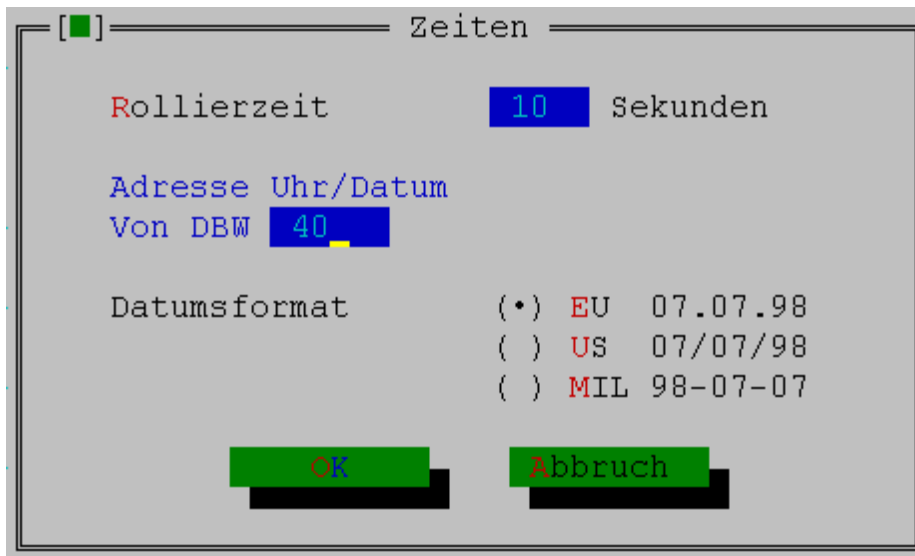 [■] Zeiten
Rollierzeit 10 Sekunden
Adresse Uhr/Datum
Von DBW 40_
Datumsformat (•) EU 07.07.98
( ) US 07/07/98
( ) MIL 98-07-07
OK Abbruch